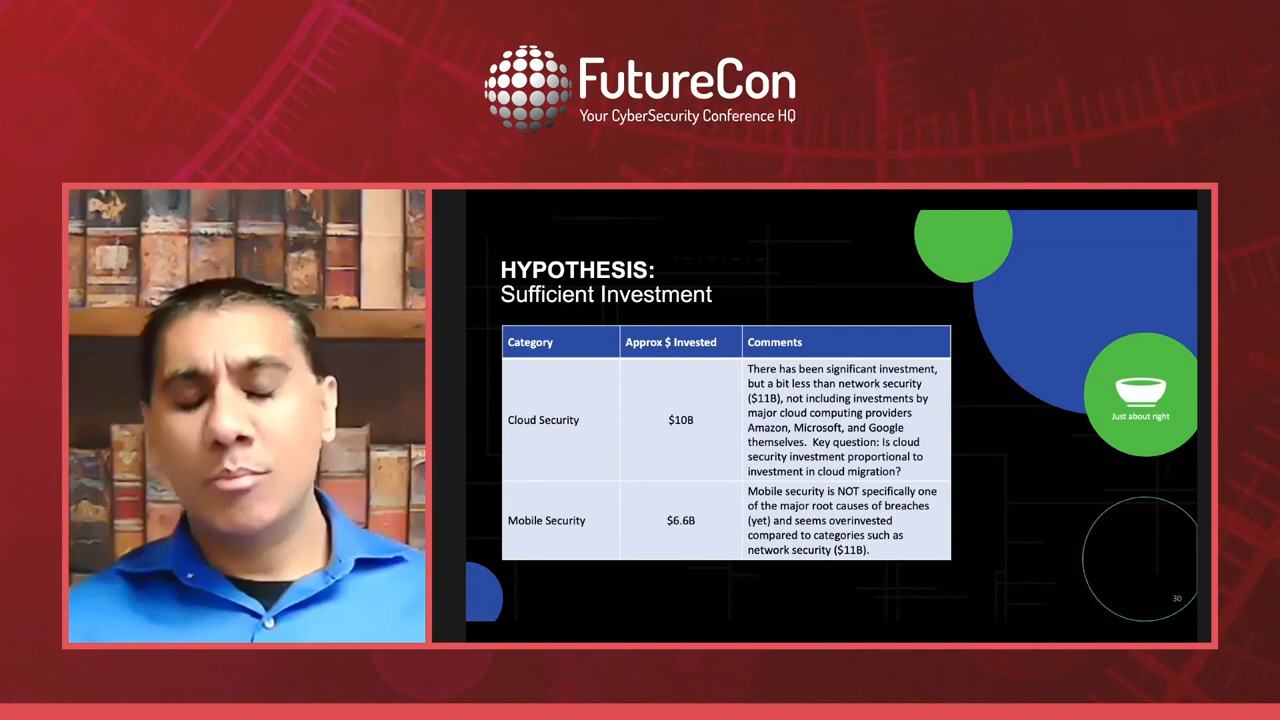 FutureCon
Your CyberSecurity Conference HQ
HYPOTHESIS:
Sufficient Investment
Category
Approx $ Invested
Comments
Cloud Security
$10B
There has been significant investment,
but a bit less than network security
($11B), not including investments by
major cloud computing providers
Amazon, Microsoft, and Google
themselves.  Key question: Is cloud
security investment proportional to
investment in cloud migration?
Mobile Security
$6.6B
Mobile security is NOT specifically one
of the major root causes of breaches
(yet) and seems overinvested
compared to categories such as
network security ($11B).
Just about right
30